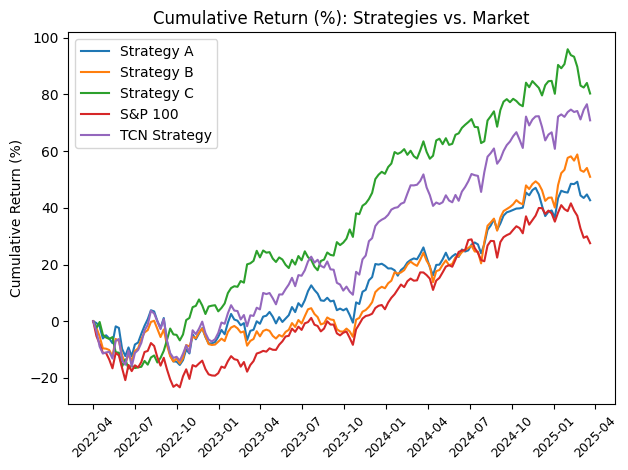 Cumulative Return (%): Strategies vs. Market
Strategy A
Strategy B
Strategy C
S&P 100
TCN Strategy
Cumulative Return (%)
100
80
60
40
20
0
−20
2022-04
2022-07
2022-10
2023-01
2023-04
2023-07
2023-10
2024-01
2024-04
2024-07
2024-10
2025-01
2025-04